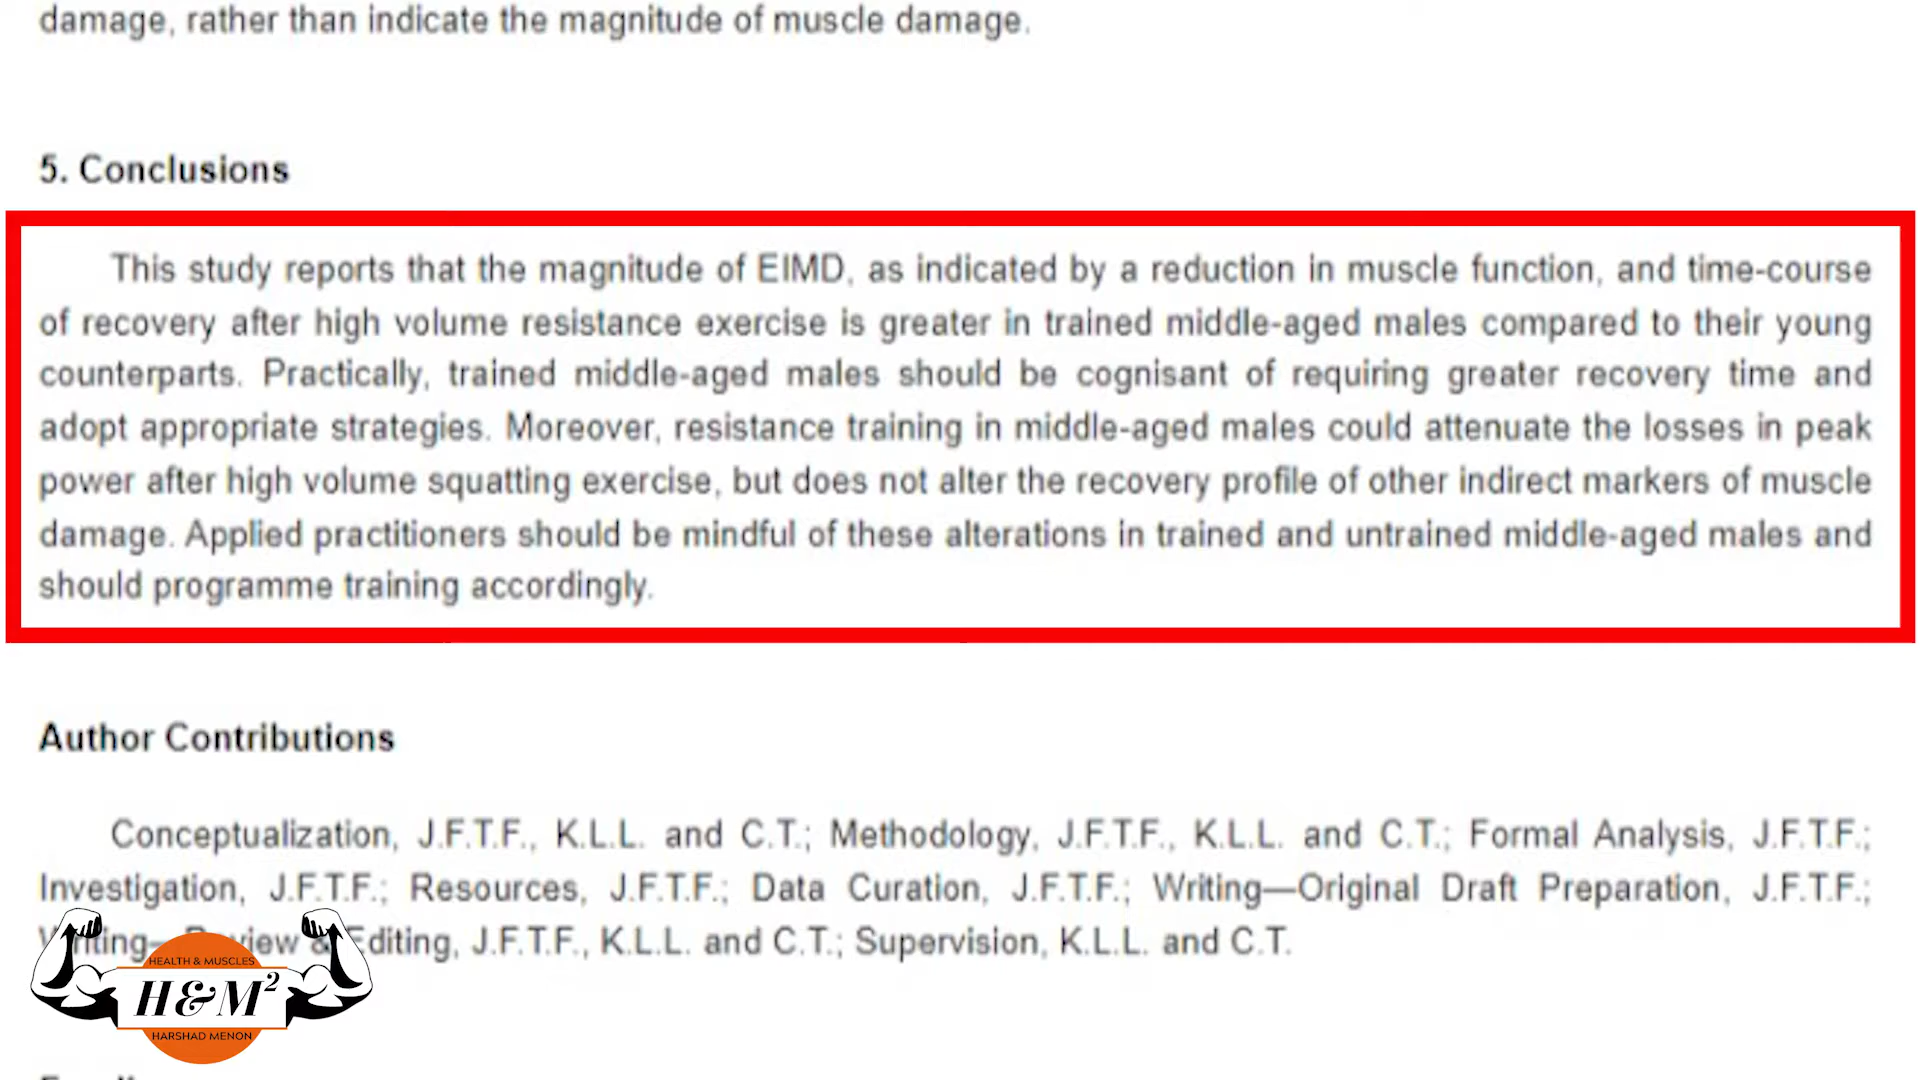 damage, rather than indicate the magnitude of muscle damage.
5. Conclusions
This study reports that the magnitude of EIMD, as indicated by a reduction in muscle function, and time-course
of recovery after high volume resistance exercise is greater in trained middle-aged males compared to their young
counterparts. Practically, trained middle-aged males should be cognisant of requiring greater recovery time and
adopt appropriate strategies. Moreover, resistance training in middle-aged males could attenuate the losses in peak
power after high volume squatting exercise, but does not alter the recovery profile of other indirect markers of muscle
damage. Applied practitioners should be mindful of these alterations in trained and untrained middle-aged males and
should programme training accordingly.
Author Contributions
Conceptualization, J.F.T.F., K.L.L. and C.T.; Methodology, J.F.T.F., K.L.L. and C.T.; Formal Analysis, J.F.T.F.;
Investigation, J.F.T.F.; Resources, J.F.T.F.; Data Curation, J.F.T.F.; Writing—Original Draft Preparation, J.F.T.F.;
Writing—Review & Editing, J.F.T.F., K.L.L. and C.T.; Supervision, K.L.L. and C.T.
HEALTH & MUSCLES
H&M²
HARSHAD MENON